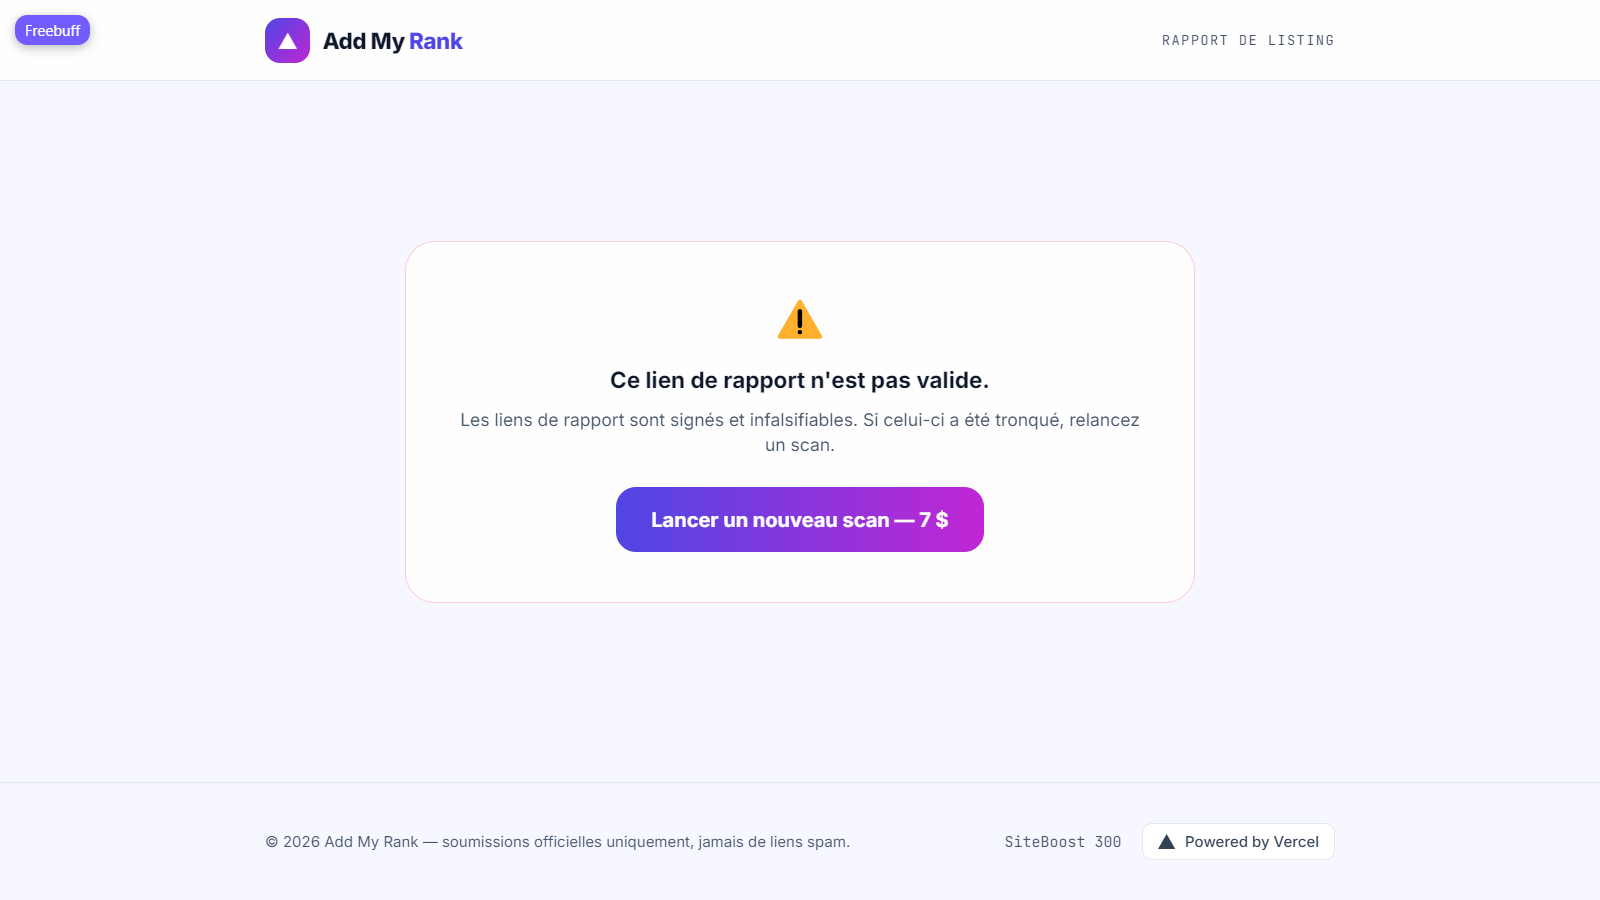 Freebuff
Add My Rank
RAPPORT DE LISTING
Ce lien de rapport n'est pas valide.
Les liens de rapport sont signés et infalsifiables. Si celui-ci a été tronqué, relancez
un scan.
Lancer un nouveau scan — 7 $
© 2026 Add My Rank — soumissions officielles uniquement, jamais de liens spam.
SiteBoost 300
Powered by Vercel